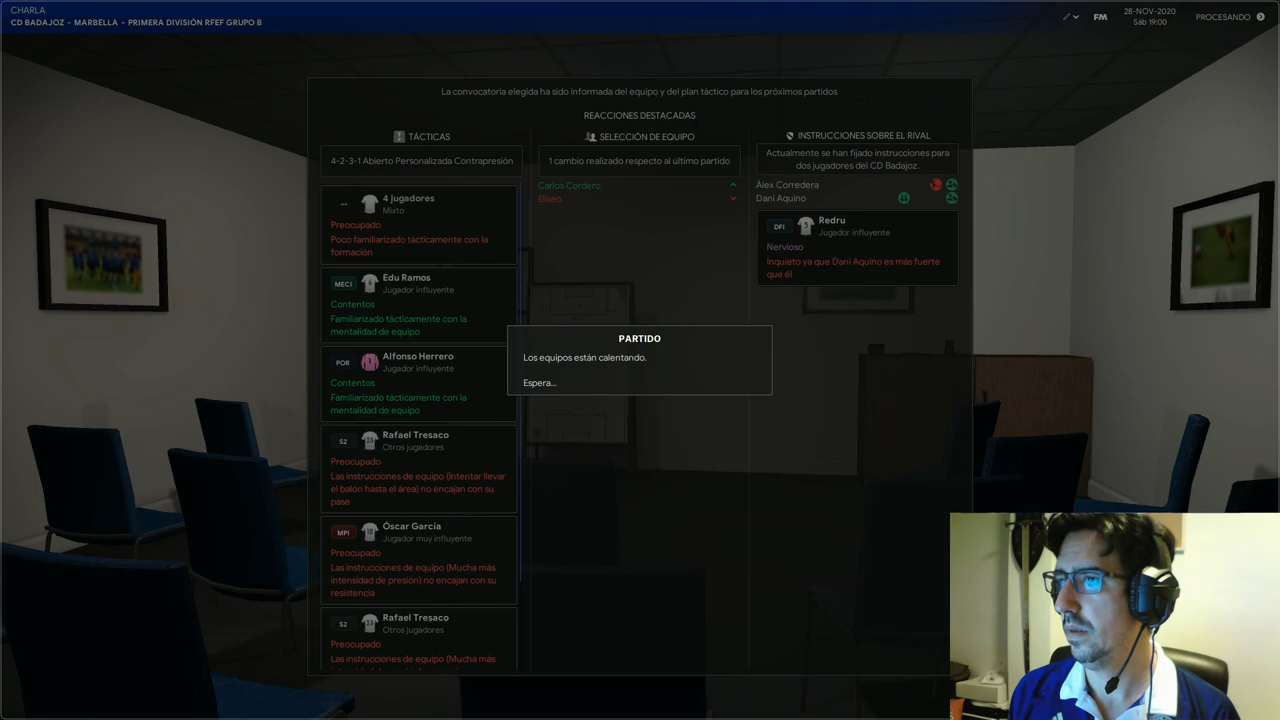 CHARLA
CD BADAJOZ - MARBELLA - PRIMERA DIVISIÓN RFEF GRUPO B
FM
28-NOV-2020
Sáb 19:00
PROCESANDO
La convocatoria elegida ha sido informada del equipo y del plan táctico para los próximos partidos
REACCIONES DESTACADAS
TÁCTICAS
4-2-3-1 Abierto Personalizada Contrapresión
-- 4 jugadores
Mixto
Preocupado
Poco familiarizado tácticamente con la
formación
MECI
Edu Ramos
Jugador influyente
Contentos
Familiarizado tácticamente con la
mentalidad de equipo
POR
Alfonso Herrero
Jugador influyente
Contentos
Familiarizado tácticamente con la
mentalidad de equipo
S2
Rafael Tresaco
Otros jugadores
Preocupado
Las instrucciones de equipo (Intentar llevar
el balón hasta el área) no encajan con su
pase
MPI
Óscar García
Jugador muy influyente
Preocupado
Las instrucciones de equipo (Mucha más
intensidad de presión) no encajan con su
resistencia
S2
Rafael Tresaco
Otros jugadores
Preocupado
Las instrucciones de equipo (Mucha más
SELECCIÓN DE EQUIPO
1 cambio realizado respecto al último partido
Carlos Cordero
Eliseo
INSTRUCCIONES SOBRE EL RIVAL
Actualmente se han fijado instrucciones para
dos jugadores del CD Badajoz.
Álex Corredera
Dani Aquino
DFI
Redru
Jugador influyente
Nervioso
Inquieto ya que Dani Aquino es más fuerte
que él
PARTIDO
Los equipos están calentando.
Espera...